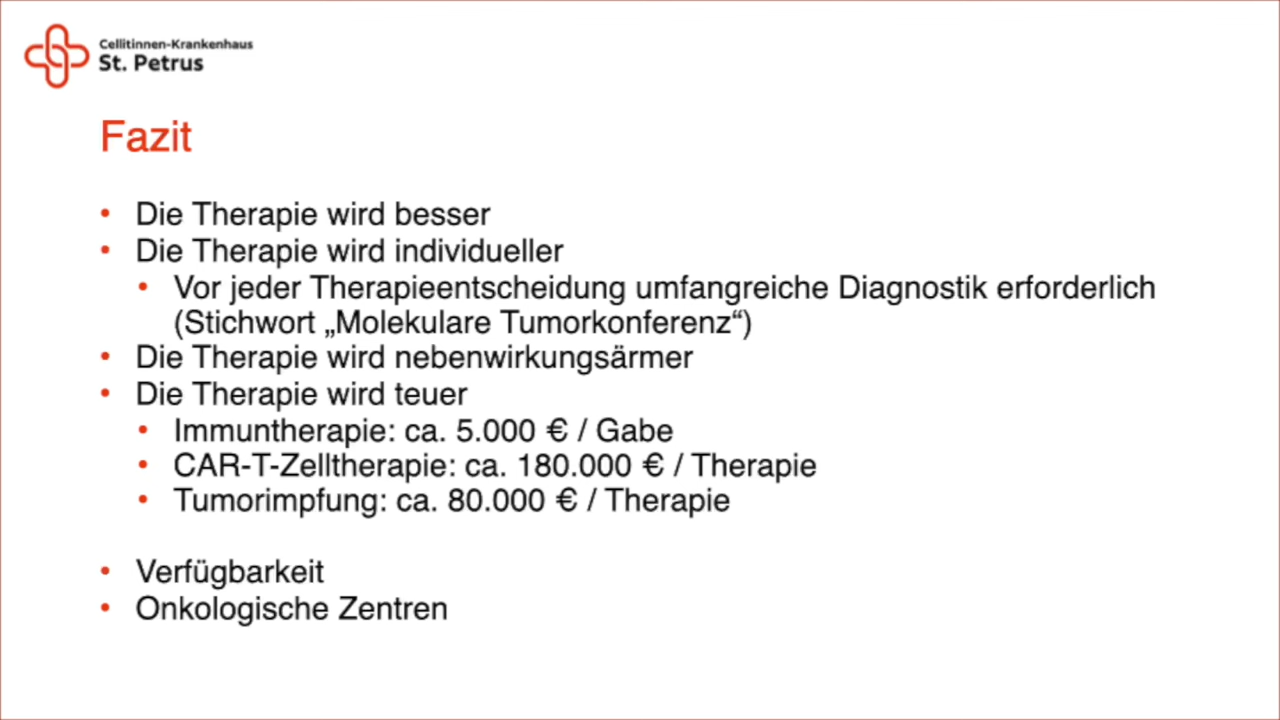 Cellitinnen-Krankenhaus
St. Petrus
Fazit
• Die Therapie wird besser
• Die Therapie wird individueller
• Vor jeder Therapieentscheidung umfangreiche Diagnostik erforderlich
(Stichwort „Molekulare Tumorkonferenz“)
• Die Therapie wird nebenwirkungsärmer
• Die Therapie wird teuer
• Immuntherapie: ca. 5.000 € / Gabe
• CAR-T-Zelltherapie: ca. 180.000 € / Therapie
• Tumorimpfung: ca. 80.000 € / Therapie
• Verfügbarkeit
• Onkologische Zentren